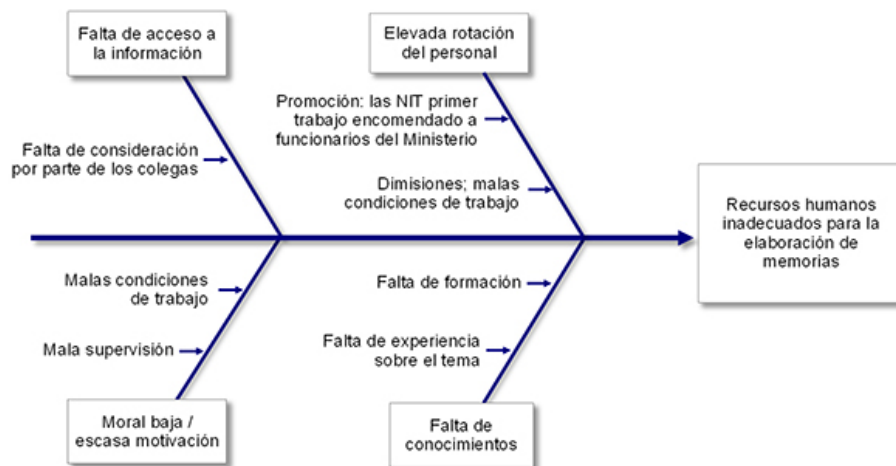 Falta de acceso a
la información
Elevada rotación
del personal
Promoción: las NIT primer
trabajo encomendado a
funcionarios del Ministerio
Falta de consideración
por parte de los colegas
Dimisiones; malas
condiciones de trabajo
Recursos humanos
inadecuados para la
elaboración de
memorias
Malas condiciones
de trabajo
Falta de formación
Mala supervisión
Falta de experiencia
sobre el tema
Moral baja /
escasa motivación
Falta de
conocimientos